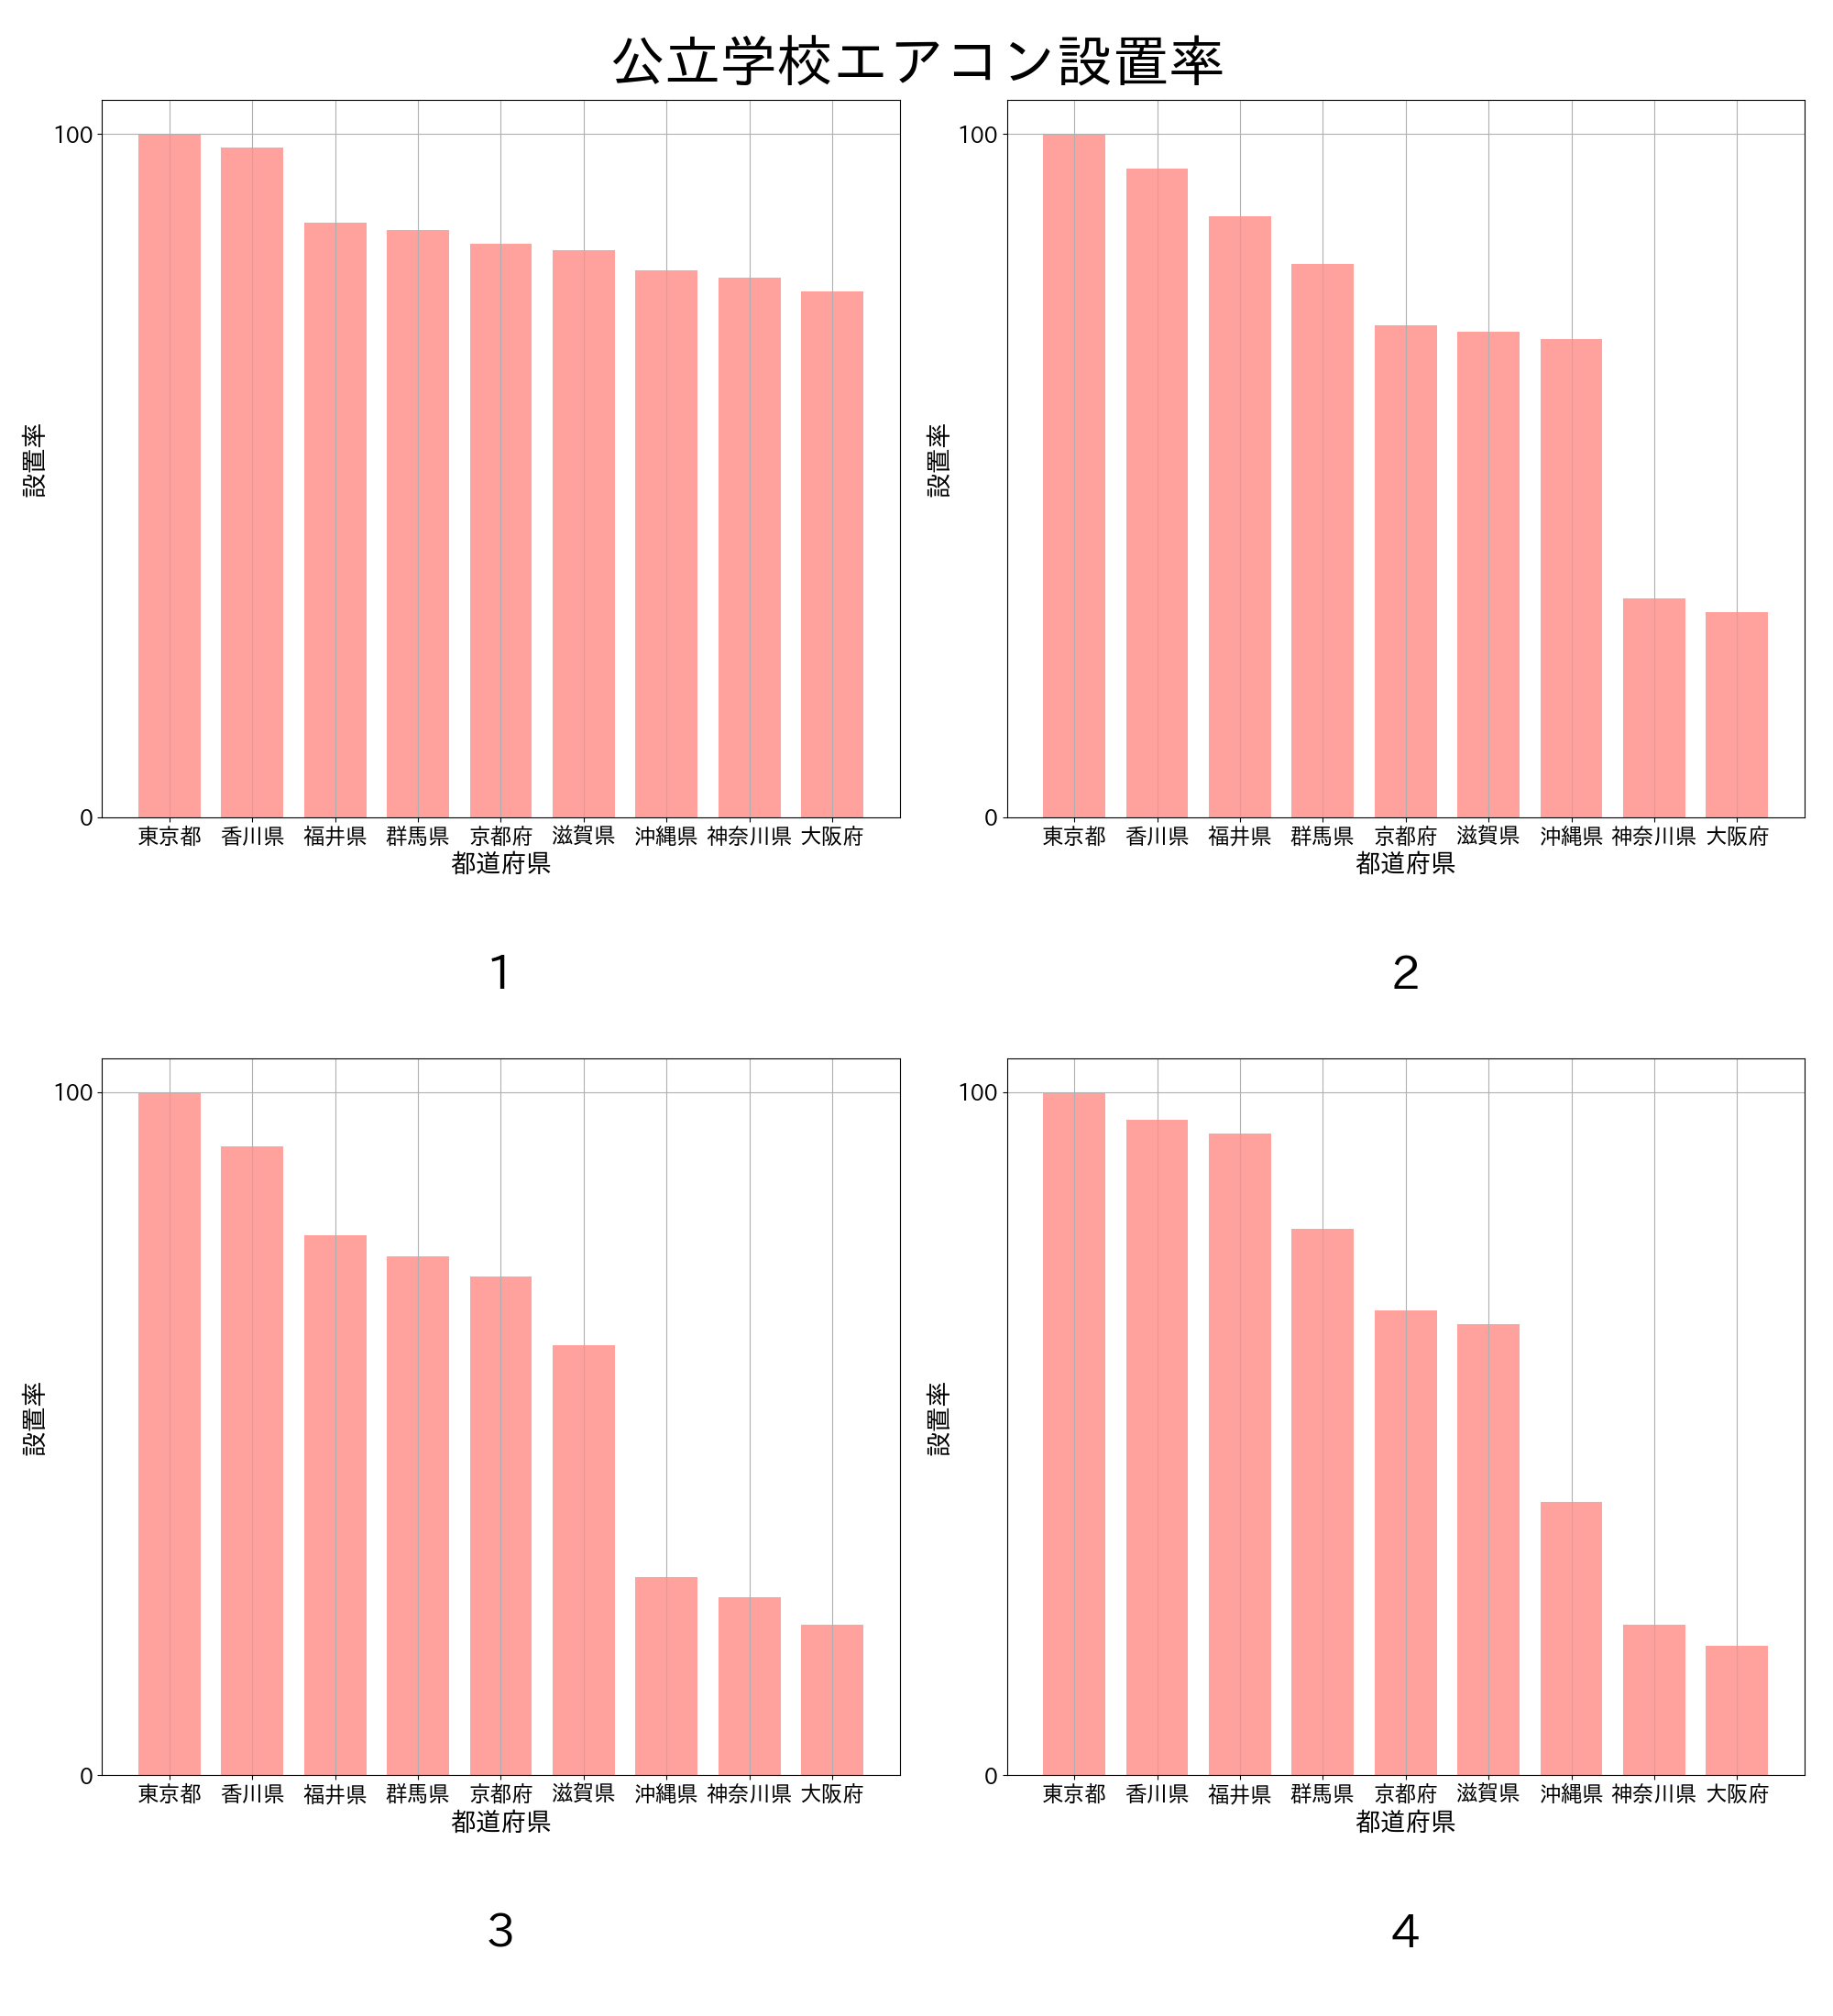 公立学校エアコン設置率
100
0
設置率
東京都 香川県 福井県 群馬県 京都府 滋賀県 沖縄県 神奈川県 大阪府
都道府県
1
100
0
設置率
東京都 香川県 福井県 群馬県 京都府 滋賀県 沖縄県 神奈川県 大阪府
都道府県
2
100
0
設置率
東京都 香川県 福井県 群馬県 京都府 滋賀県 沖縄県 神奈川県 大阪府
都道府県
3
100
0
設置率
東京都 香川県 福井県 群馬県 京都府 滋賀県 沖縄県 神奈川県 大阪府
都道府県
4